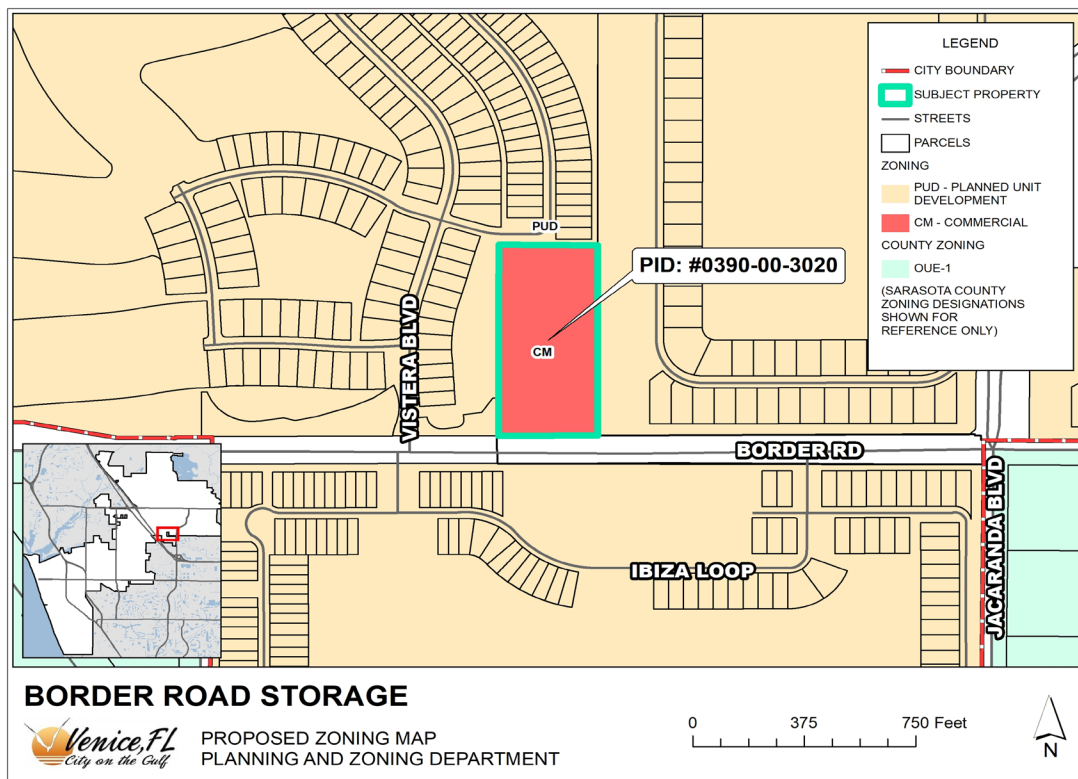 LEGEND
CITY BOUNDARY
SUBJECT PROPERTY
STREETS
PARCELS
ZONING
PUD - PLANNED UNIT
DEVELOPMENT
CM - COMMERCIAL
COUNTY ZONING
OUE-1
(SARASOTA COUNTY
ZONING DESIGNATIONS
SHOWN FOR
REFERENCE ONLY)
PUD
PID: #0390-00-3020
CM
VISTERA BLVD
BORDER RD
IBIZA LOOP
JACARANDA BLVD
BORDER ROAD STORAGE
Venice, FL
City on the Gulf
PROPOSED ZONING MAP
PLANNING AND ZONING DEPARTMENT
0 375 750 Feet
N